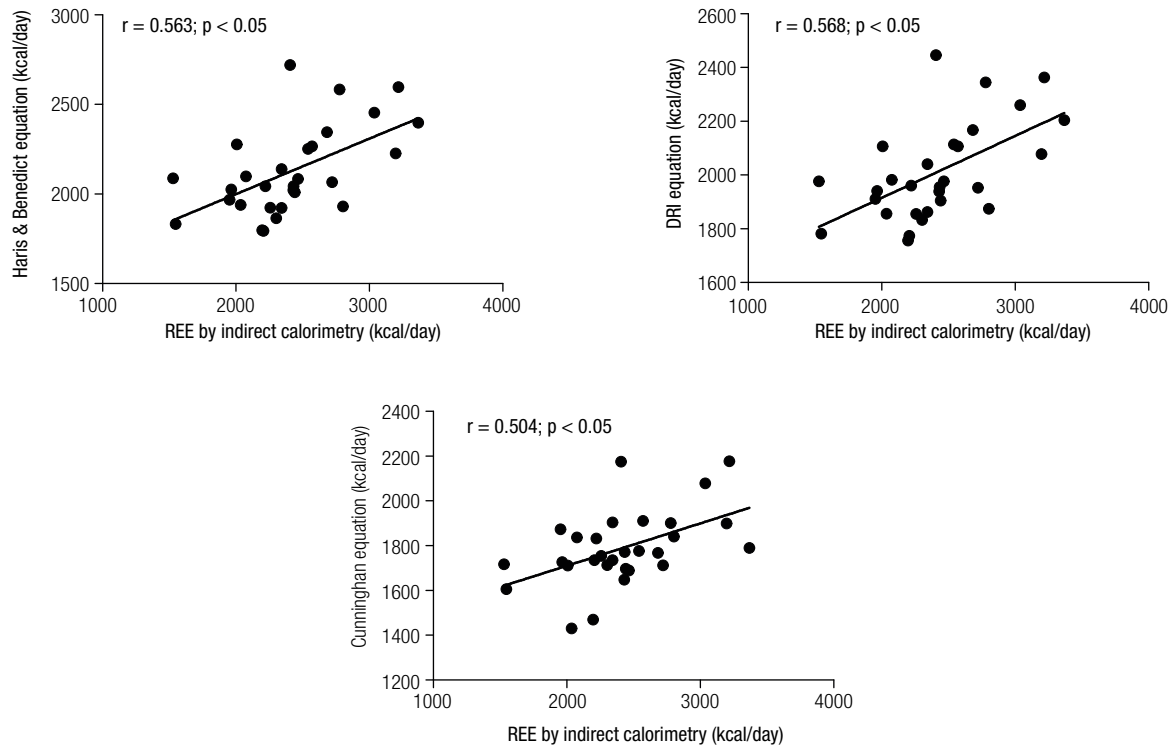 r = 0.563; p < 0.05
Haris & Benedict equation (kcal/day)
3000
2500
2000
1500
1000 2000 3000 4000
REE by indirect calorimetry (kcal/day)
r = 0.568; p < 0.05
DRI equation (kcal/day)
2600
2400
2200
2000
1800
1600
1000 2000 3000 4000
REE by indirect calorimetry (kcal/day)
r = 0.504; p < 0.05
Cunninghan equation (kcal/day)
2400
2200
2000
1800
1600
1400
1200
1000 2000 3000 4000
REE by indirect calorimetry (kcal/day)